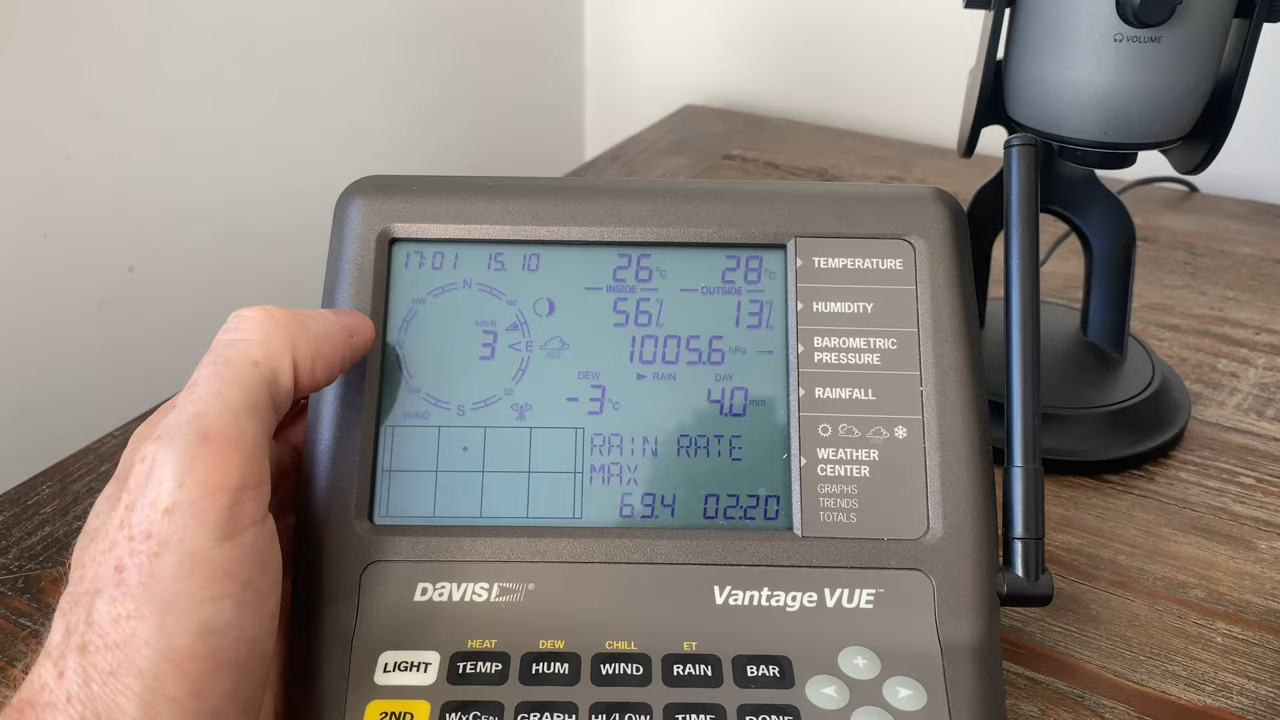 VOLUME
17:01 15.10
26°C 28°C
INSIDE OUTSIDE
56% 13%
N
NW NE
km/h
3
E
SW SE
S
WIND
1005.6 hPa
DEW RAIN DAY
-3°C 4.0 mm
RAIN RATE
MAX
69.4 02:20
TEMPERATURE
HUMIDITY
BAROMETRIC
PRESSURE
RAINFALL
WEATHER
CENTER
GRAPHS
TRENDS
TOTALS
DAVIS®
Vantage VUE™
HEAT DEW CHILL ET
LIGHT TEMP HUM WIND RAIN BAR
+
2ND WxCEN GRAPH HI/LOW TIME DONE